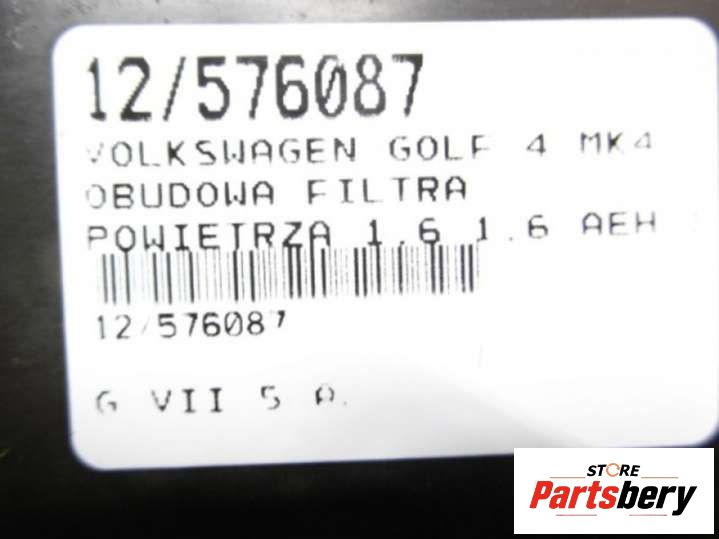 12/576087
VOLKSWAGEN GOLF 4 MK4
OBUDOWA FILTRA
POWIETRZA 1.6 1.6 AEH
12/576087
G VII 5 A.
STORE
Partsbery